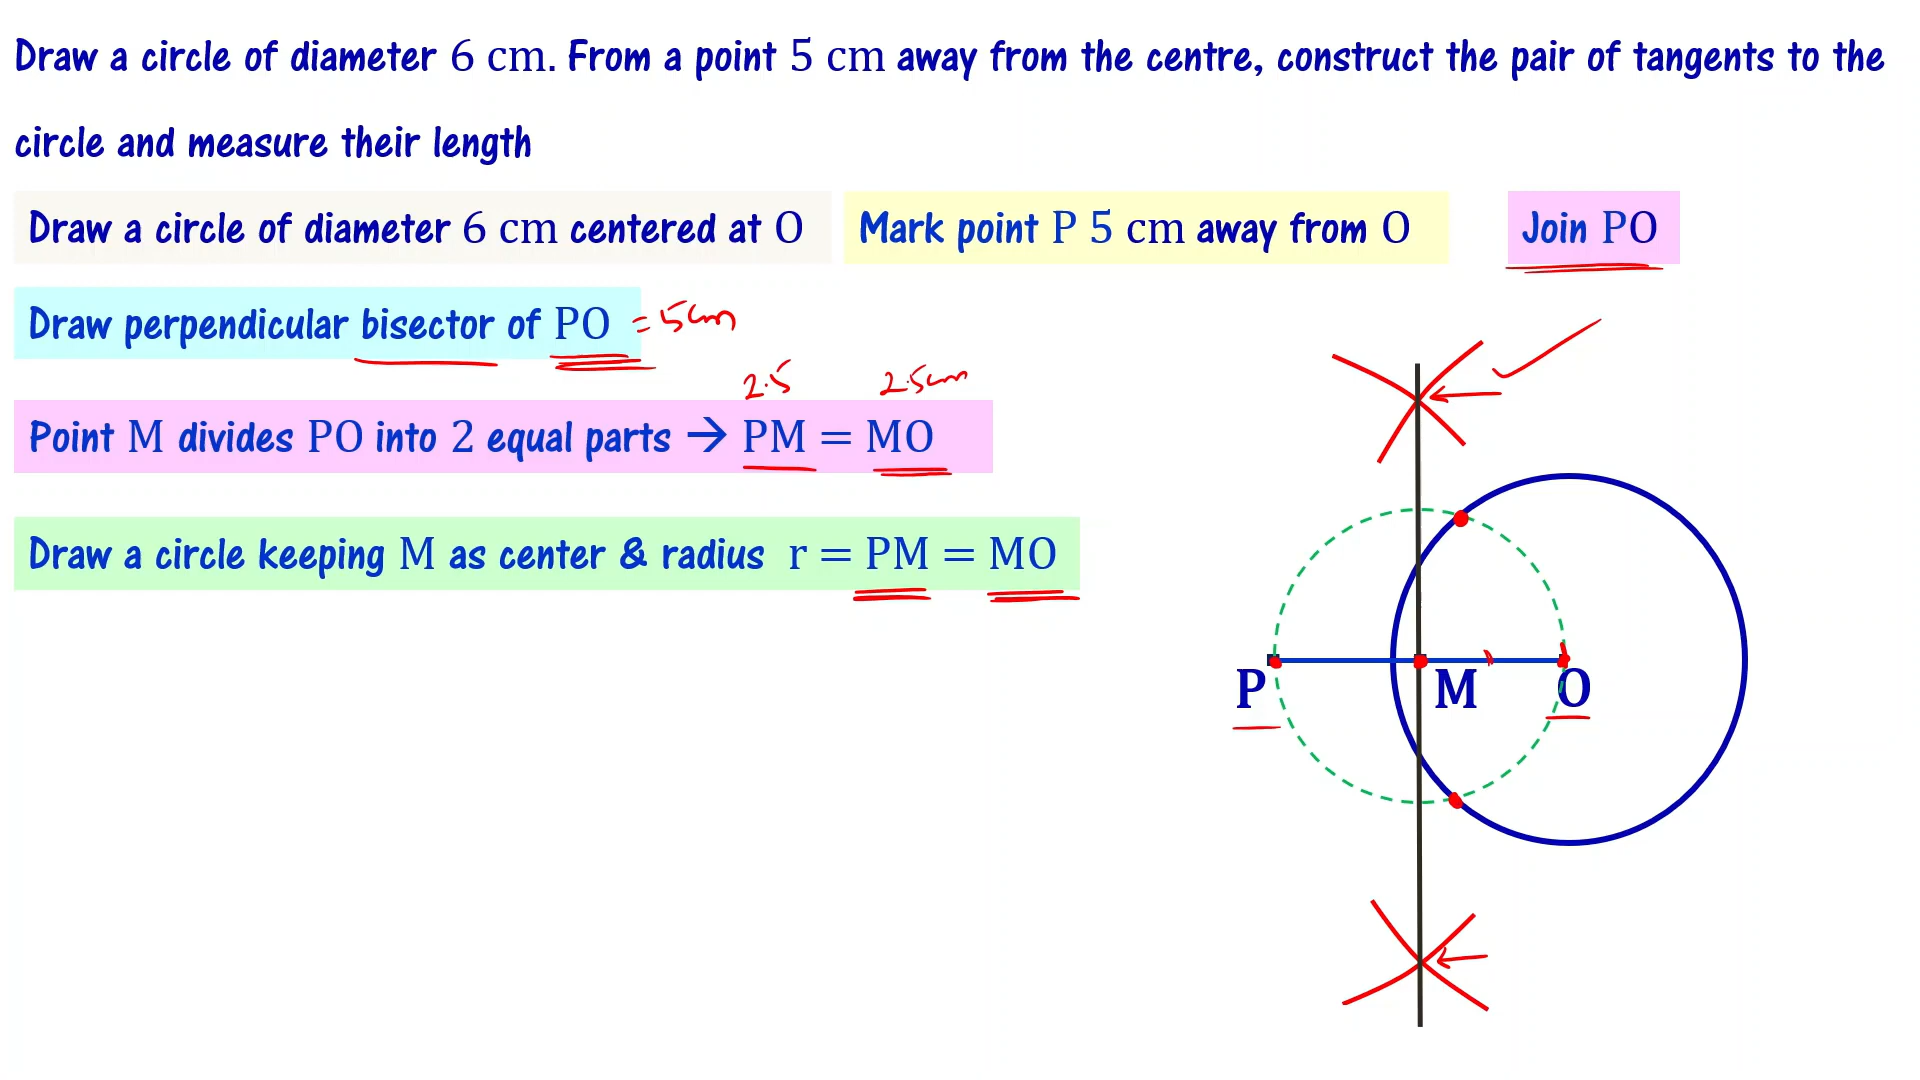 Draw a circle of diameter 6 cm. From a point 5 cm away from the centre, construct the pair of tangents to the
circle and measure their length
Draw a circle of diameter 6 cm centered at O
Mark point P 5 cm away from O
Join PO
Draw perpendicular bisector of PO = 5cm
2.5 2.5cm
Point M divides PO into 2 equal parts → PM = MO
Draw a circle keeping M as center & radius r = PM = MO
P M O